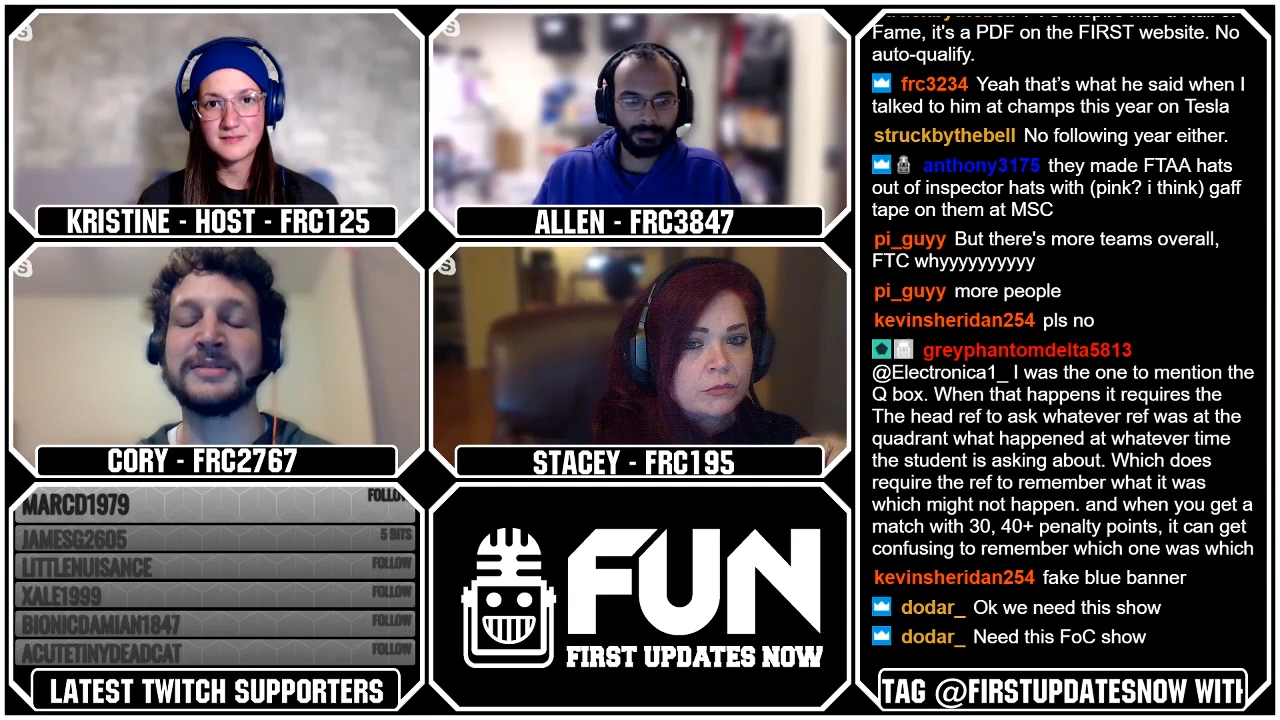 KRISTINE - HOST - FRC125
ALLEN - FRC3847
CORY - FRC2767
STACEY - FRC195
MARCD1979 FOLLOW
JAMESG2605 5 BITS
LITTLENUISANCE FOLLOW
XALE1999 FOLLOW
BIONICDAMIAN184 FOLLOW
ACUTETINYDEADCAT FOLLOW
LATEST TWITCH SUPPORTERS
FUN
FIRST UPDATES NOW
Fame, it's a PDF on the FIRST website. No
auto-qualify.
frc3234 Yeah that's what he said when I
talked to him at champs this year on Tesla
struckbythebell No following year either.
anthony3175 they made FTAA hats
out of inspector hats with (pink? i think) gaff
tape on them at MSC
pi_guyy But there's more teams overall,
FTC whyyyyyyyyyy
pi_guyy more people
kevinsheridan254 pls no
greyphantomdelta5813
@Electronica1_ I was the one to mention the
Q box. When that happens it requires the
The head ref to ask whatever ref was at the
quadrant what happened at whatever time
the student is asking about. Which does
require the ref to remember what it was
which might not happen. and when you get a
match with 30, 40+ penalty points, it can get
confusing to remember which one was which
kevinsheridan254 fake blue banner
dodar_ Ok we need this show
dodar_ Need this FoC show
TAG @FIRSTUPDATESNOW WITH